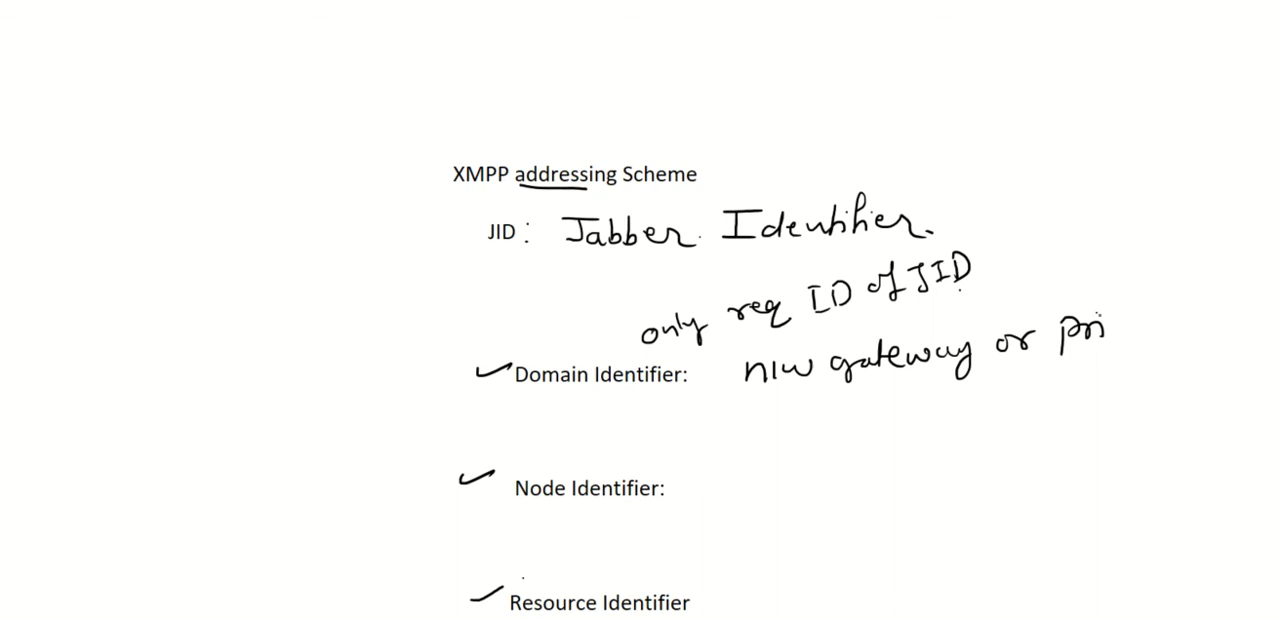 XMPP addressing Scheme
JID : Jabber Identifier.
only req ID of JID
Domain Identifier: n/w gateway or pri
Node Identifier:
Resource Identifier